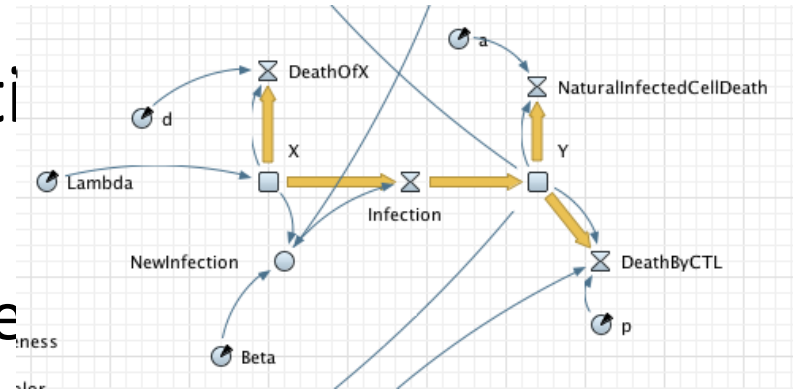 a
DeathOfX
NaturalInfectedCellDeath
d
X
Y
Lambda
Infection
NewInfection
DeathByCTL
p
Beta